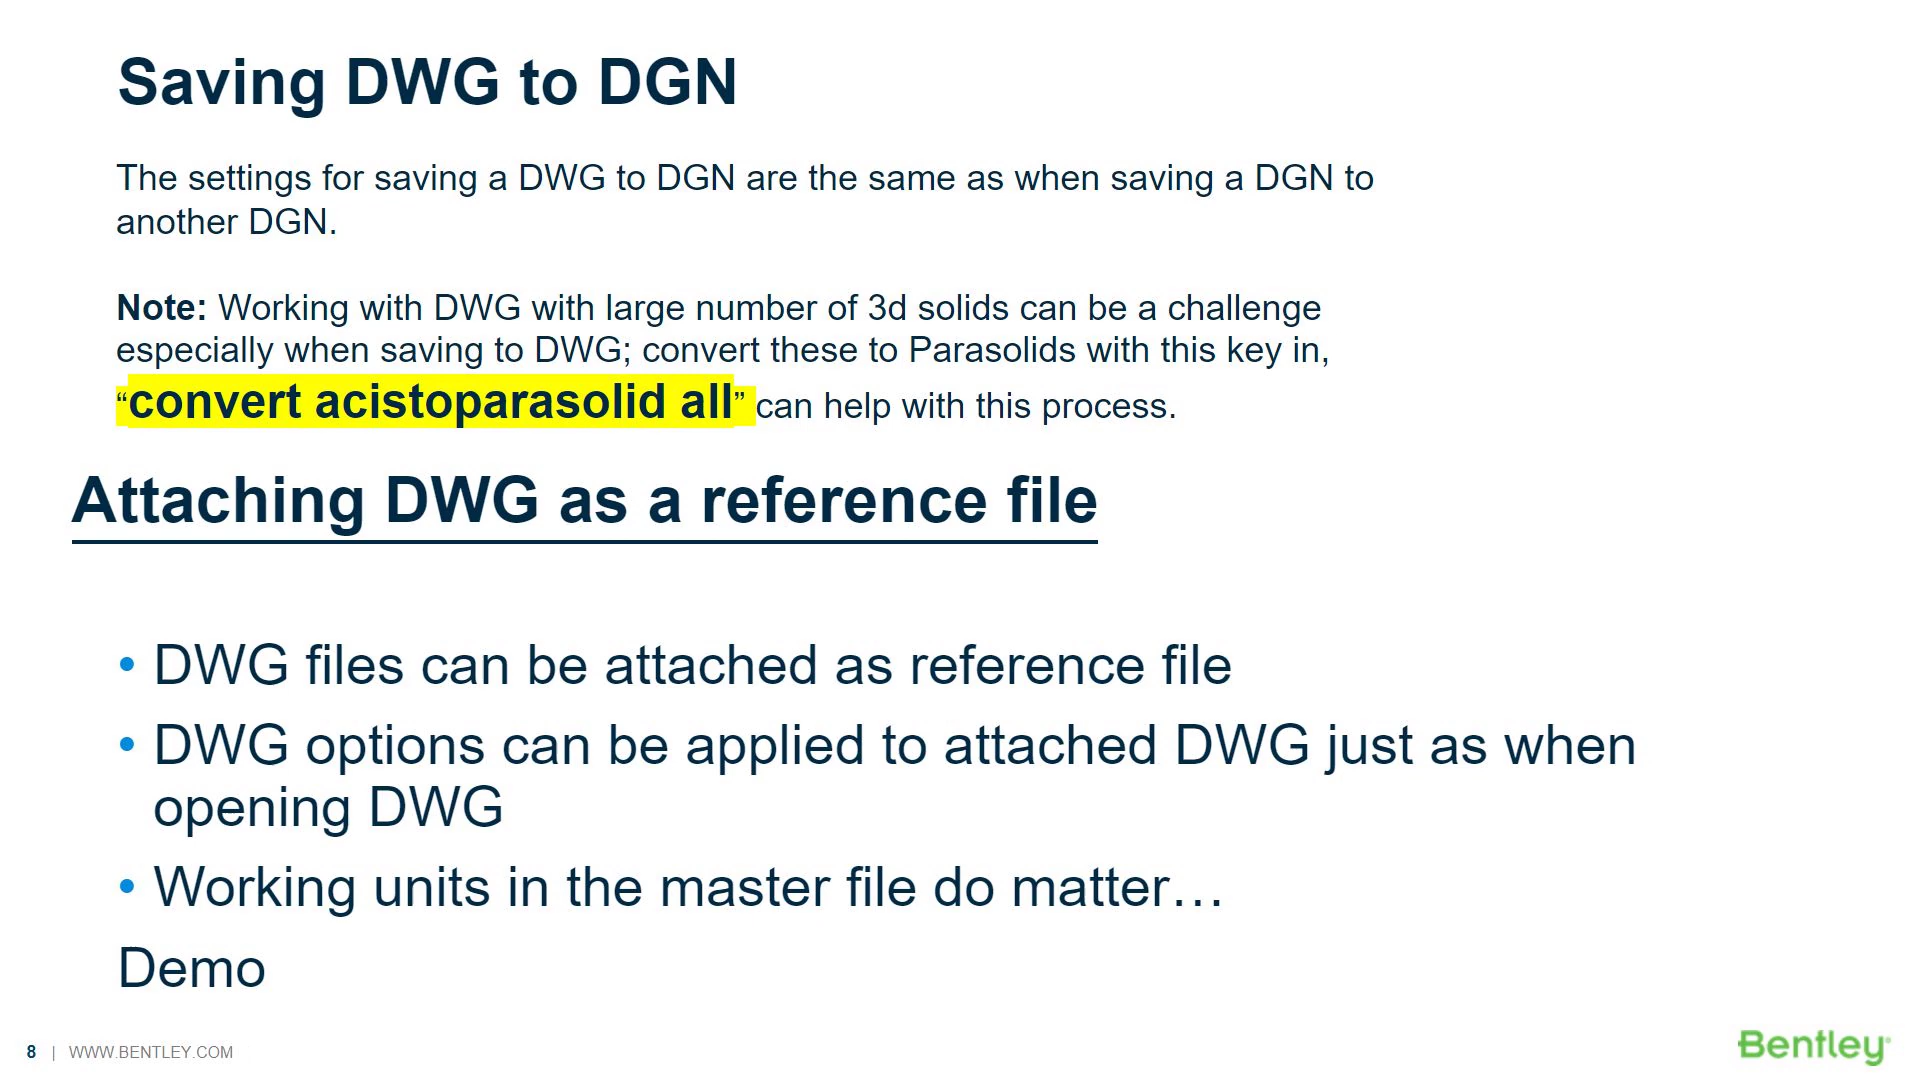 Saving DWG to DGN
The settings for saving a DWG to DGN are the same as when saving a DGN to
another DGN.
Note: Working with DWG with large number of 3d solids can be a challenge
especially when saving to DWG; convert these to Parasolids with this key in,
“convert acistoparasolid all” can help with this process.
Attaching DWG as a reference file
• DWG files can be attached as reference file
• DWG options can be applied to attached DWG just as when
opening DWG
• Working units in the master file do matter…
Demo
8 | WWW.BENTLEY.COM
Bentley®